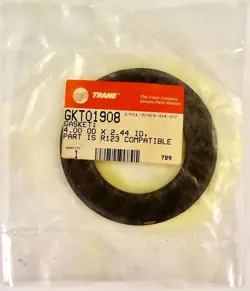 TRANE
The Trane Company
Service Parts Division
GKT01908 2701-5769-04-07
GASKET;
4.00 OD X 2.44 ID,
PART IS R123 COMPATIBLE
1
789